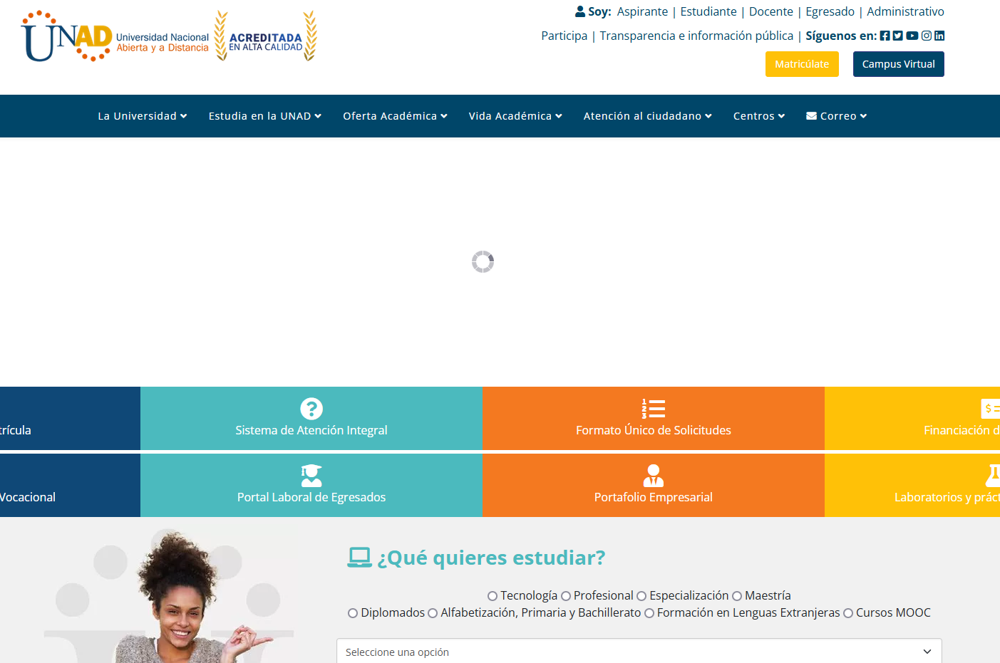 UNAD Universidad Nacional Abierta y a Distancia
ACREDITADA EN ALTA CALIDAD
Soy: Aspirante | Estudiante | Docente | Egresado | Administrativo
Participa | Transparencia e información pública | Síguenos en:
Matricúlate Campus Virtual
La Universidad Estudia en la UNAD Oferta Académica Vida Académica Atención al ciudadano Centros Correo
Sistema de Atención Integral
1 2 3
Formato Único de Solicitudes
$
Financiación
Vocacional
Portal Laboral de Egresados
Portafolio Empresarial
Laboratorios y
¿Qué quieres estudiar?
Tecnología Profesional Especialización Maestría
Diplomados Alfabetización, Primaria y Bachillerato Formación en Lenguas Extranjeras Cursos MOOC
Seleccione una opción